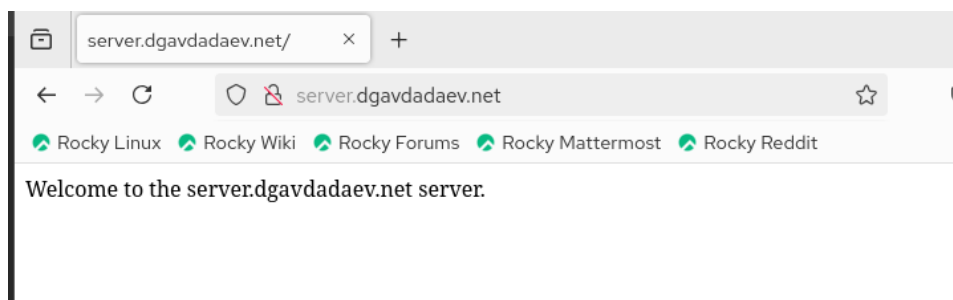 server.dgavdadaev.net/
server.dgavdadaev.net
Rocky Linux Rocky Wiki Rocky Forums Rocky Mattermost Rocky Reddit
Welcome to the server.dgavdadaev.net server.